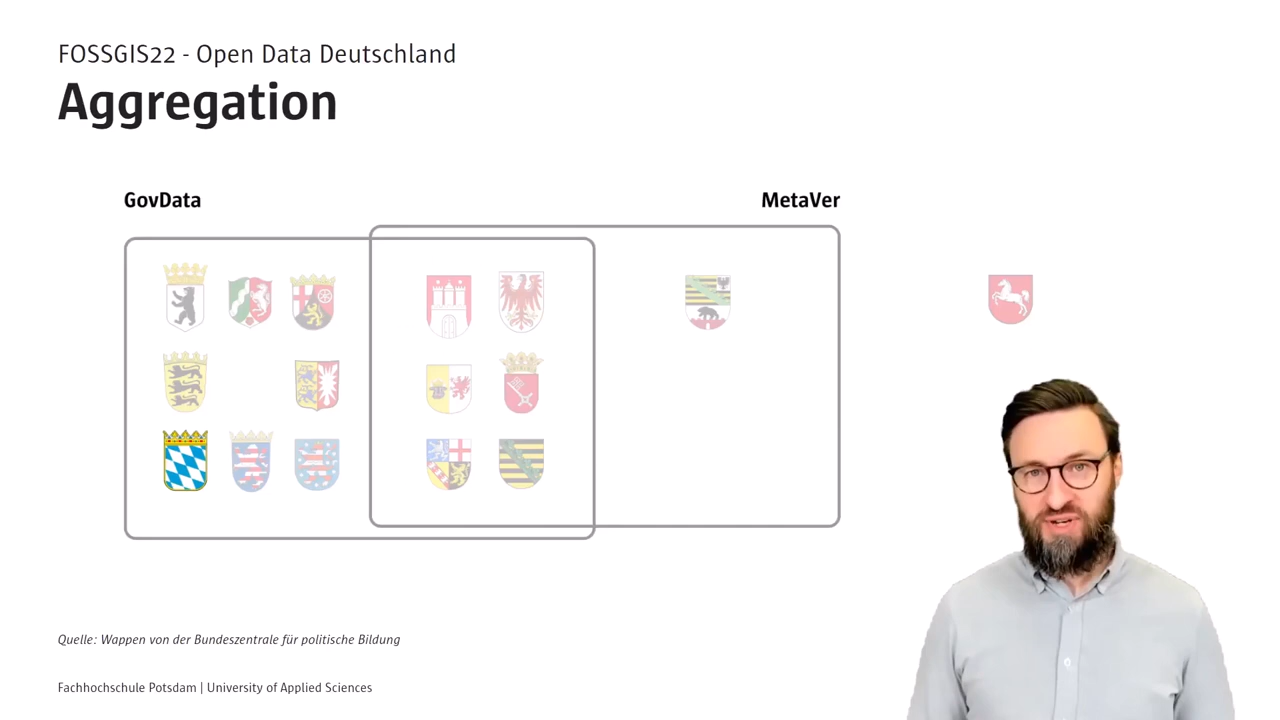 FOSSGIS22 - Open Data Deutschland
Aggregation
GovData
MetaVer
Quelle: Wappen von der Bundeszentrale für politische Bildung
Fachhochschule Potsdam | University of Applied Sciences